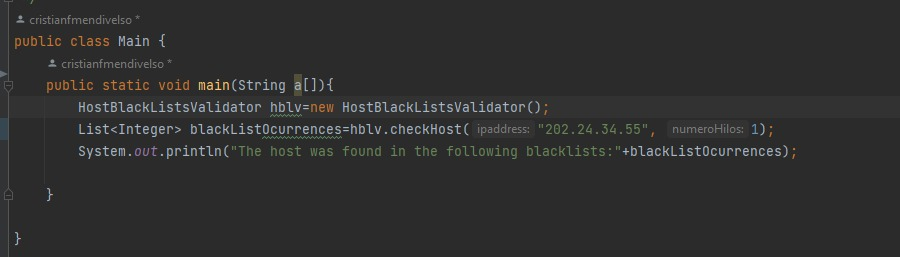 cristianfmendivelso *
public class Main {
cristianfmendivelso *
public static void main(String a[]){
HostBlackListsValidator hblv=new HostBlackListsValidator();
List<Integer> blackListOcurrences=hblv.checkHost( ipaddress: "202.24.34.55", numeroHilos: 1);
System.out.println("The host was found in the following blacklists:"+blackListOcurrences);
}
}